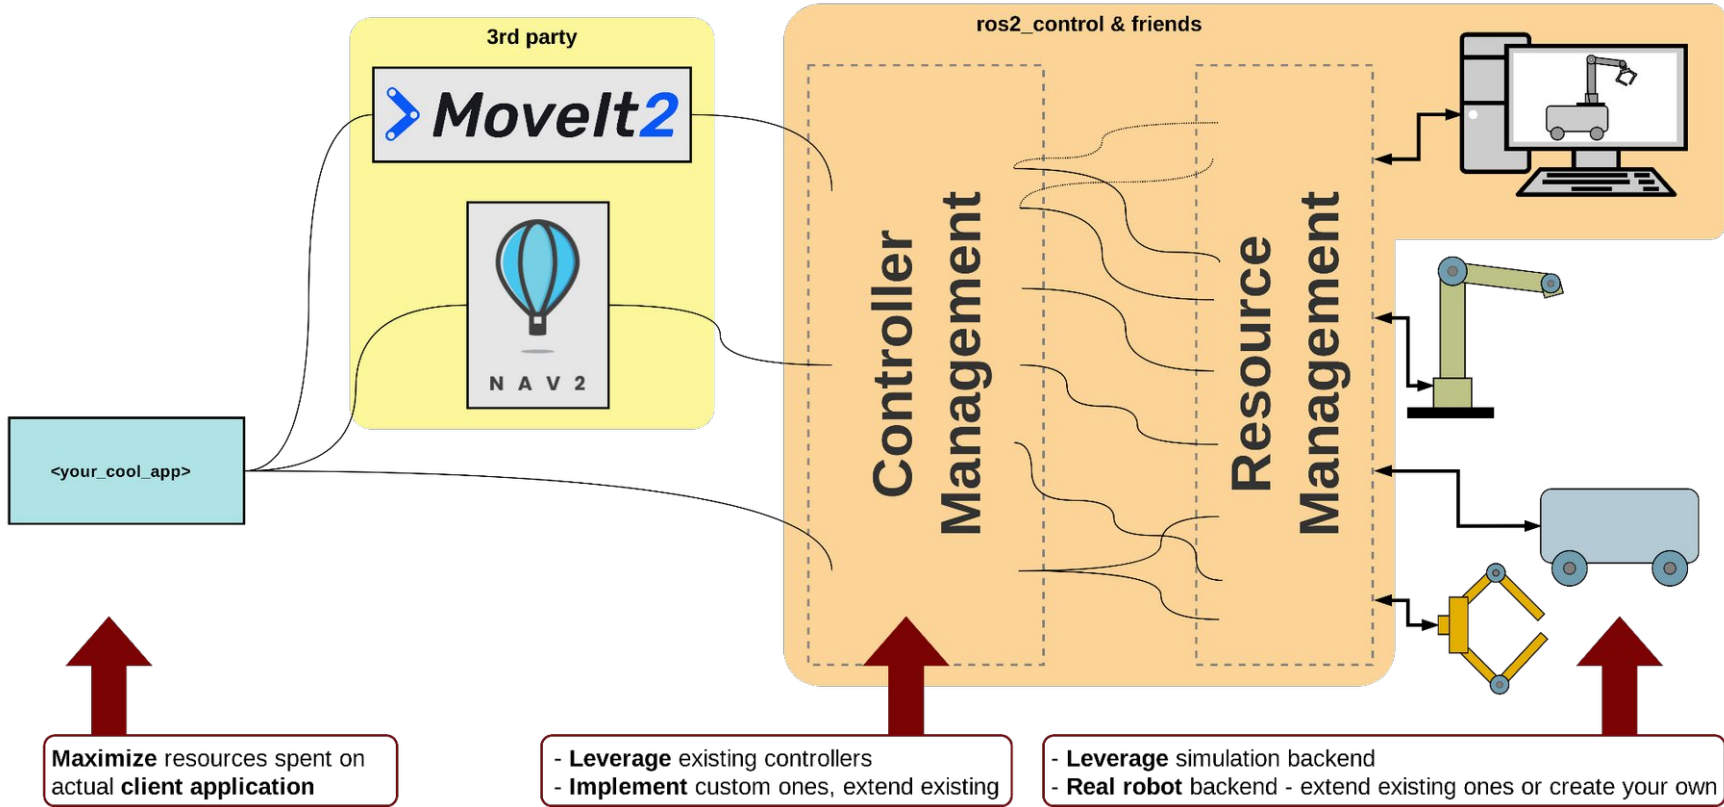 3rd party
ros2_control & friends
MoveIt2
NAV2
<your_cool_app>
Controller
Management
Resource
Management
Maximize resources spent on
actual client application
- Leverage existing controllers
- Implement custom ones, extend existing
- Leverage simulation backend
- Real robot backend - extend existing ones or create your own